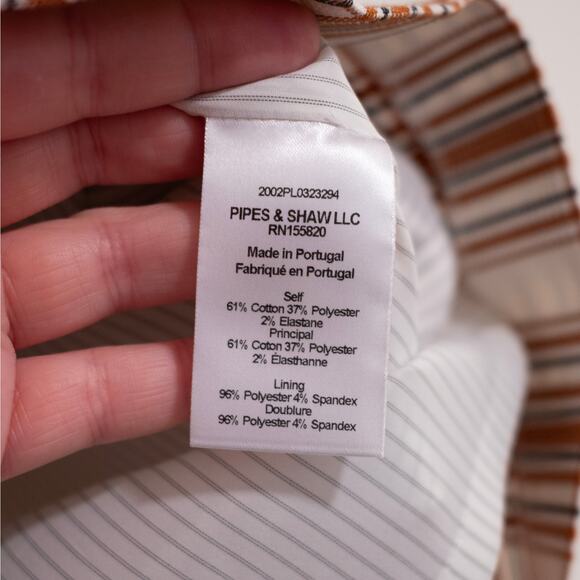 2002PL0323294
PIPES & SHAW LLC
RN155820
Made in Portugal
Fabriqué en Portugal
Self
61% Cotton 37% Polyester
2% Elastane
Principal
61% Coton 37% Polyester
2% Élasthanne
Lining
96% Polyester 4% Spandex
Doublure
96% Polyester 4% Spandex